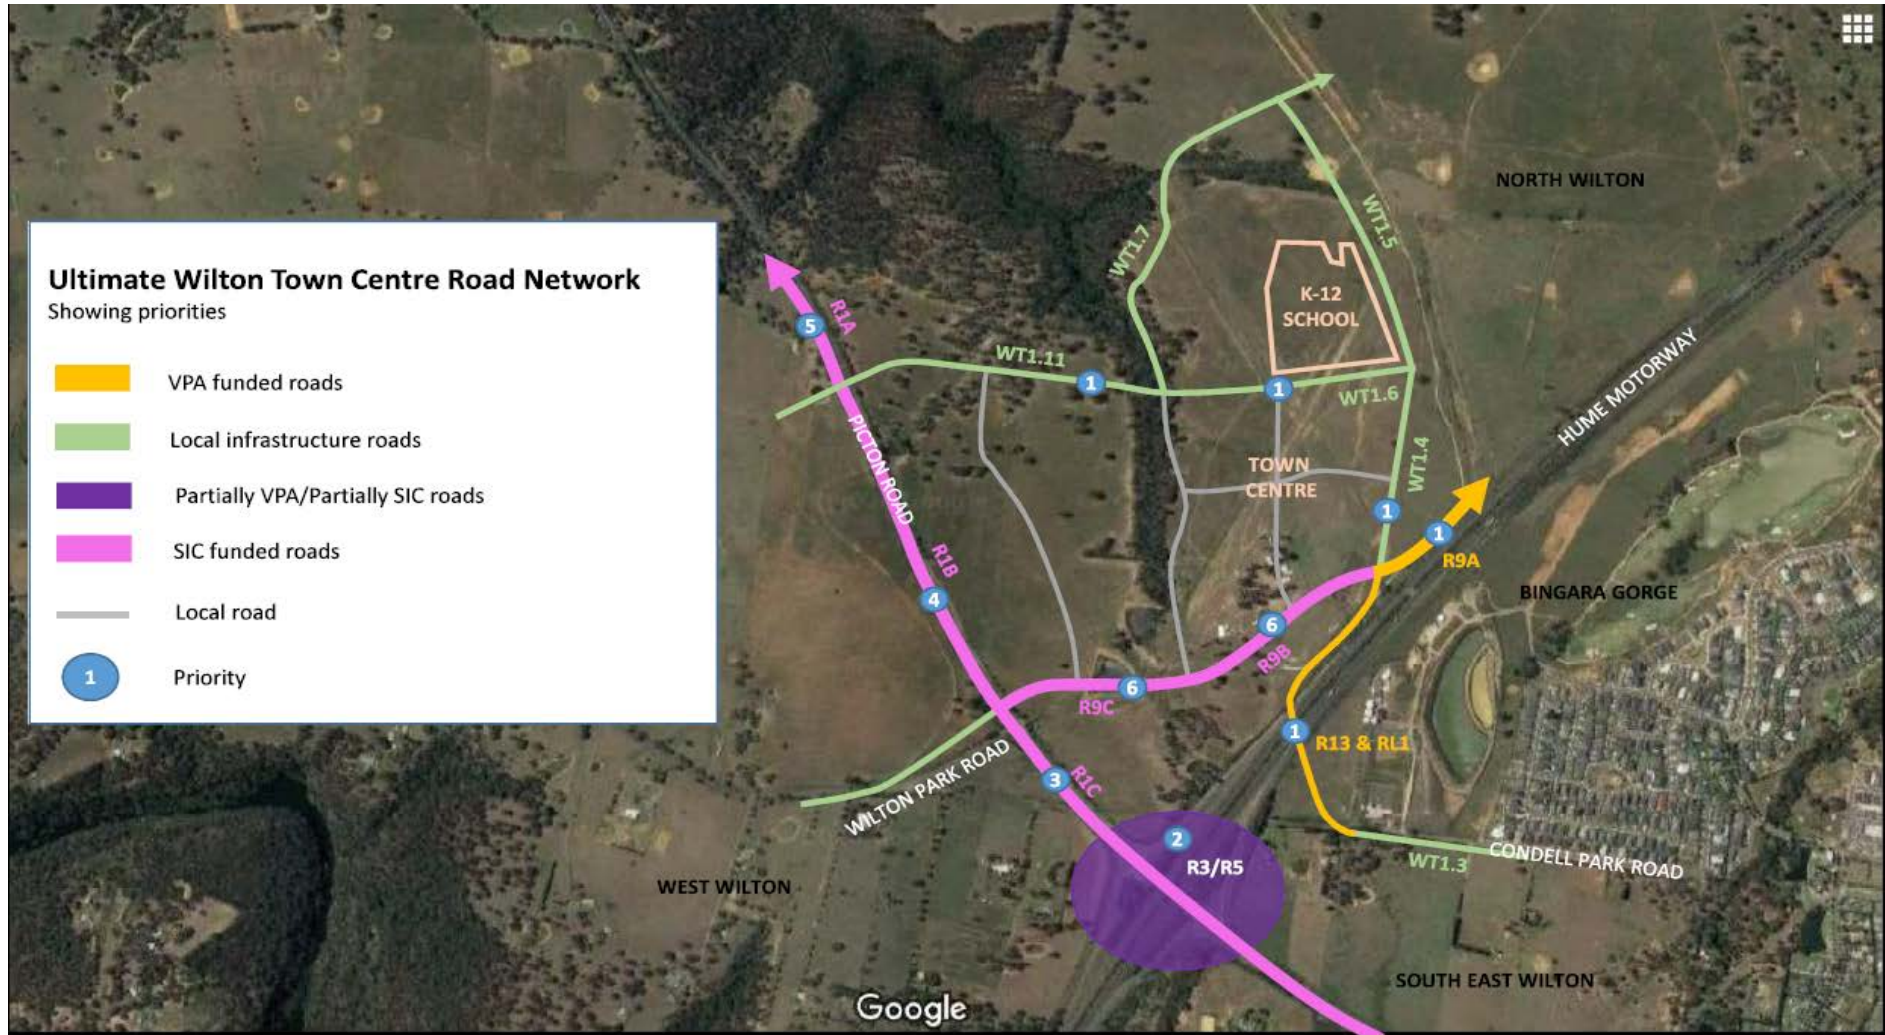 Ultimate Wilton Town Centre Road Network
Showing priorities
VPA funded roads
Local infrastructure roads
Partially VPA/Partially SIC roads
SIC funded roads
Local road
1
Priority
NORTH WILTON
WT1.5
WT1.7
K-12
SCHOOL
5
R1A
HUME MOTORWAY
WT1.11
1
1
WT1.6
PICTON ROAD
TOWN
CENTRE
WT1.4
1
1
R9A
R1B
4
BINGARA GORGE
6
R9B
6
R9C
1
R13 & RL1
WILTON PARK ROAD
3
R1C
2
R3/R5
WT1.3
CONDELL PARK ROAD
WEST WILTON
SOUTH EAST WILTON
Google